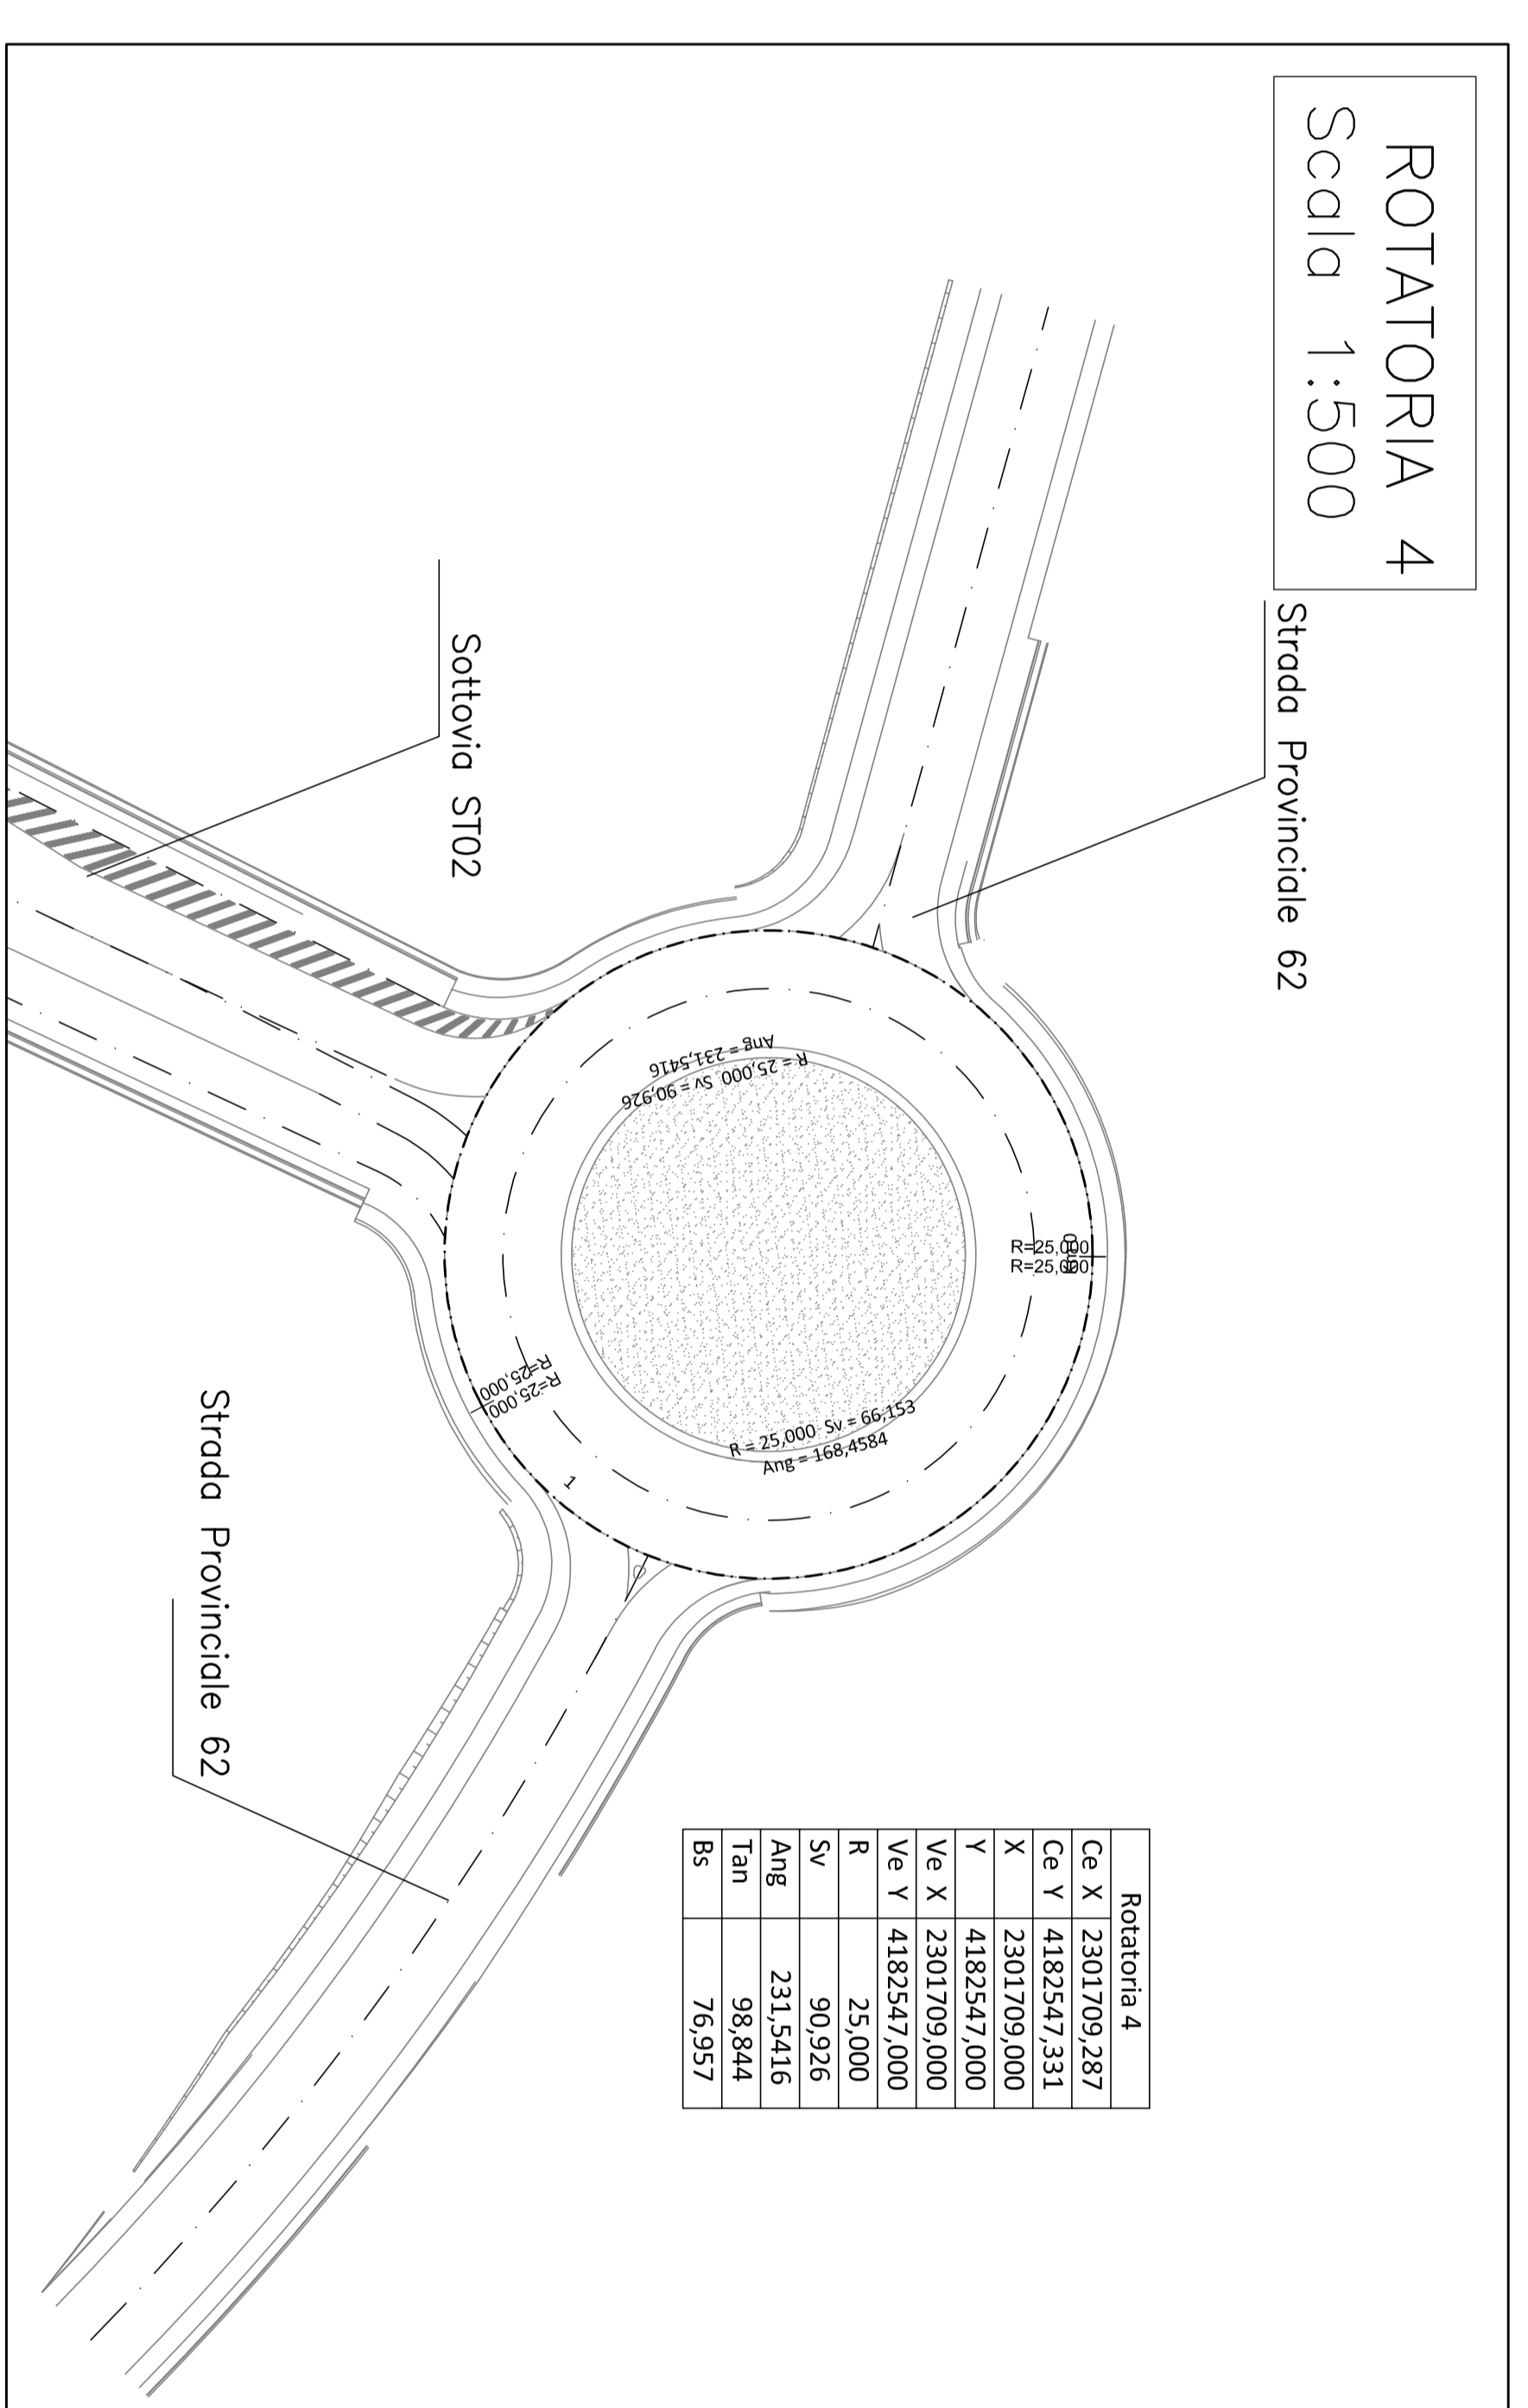 ROTATORIA 4
Scala 1:500
Strada Provinciale 62
Sottovia ST02
Strada Provinciale 62
R = 25,000 Sv = 90,926
Ang = 231,5416
R=25,000
R=25,000
R=25,000
R=25,000
R = 25,000 Sv = 66,153
Ang = 168,4584
1
Rotatoria 4
Ce X 2301709,287
Ce Y 4182547,331
X 2301709,000
Y 4182547,000
Ve X 2301709,000
Ve Y 4182547,000
R 25,000
Sv 90,926
Ang 231,5416
Tan 98,844
Bs 76,957